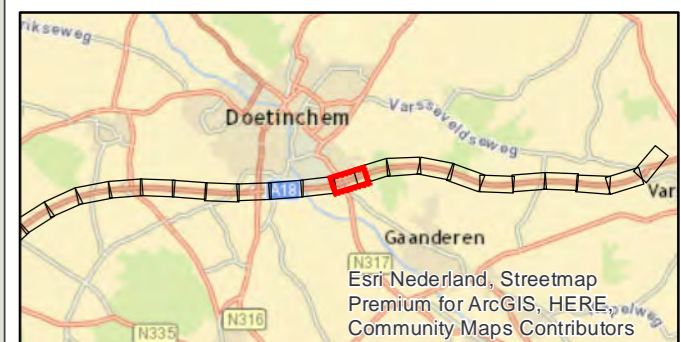 rikseweg
Doetinchem
Varsseveldseweg
A18
Var
Gaanderen
N317
Esri Nederland, Streetmap
Premium for ArcGIS, HERE,
Community Maps Contributors
N316
N335